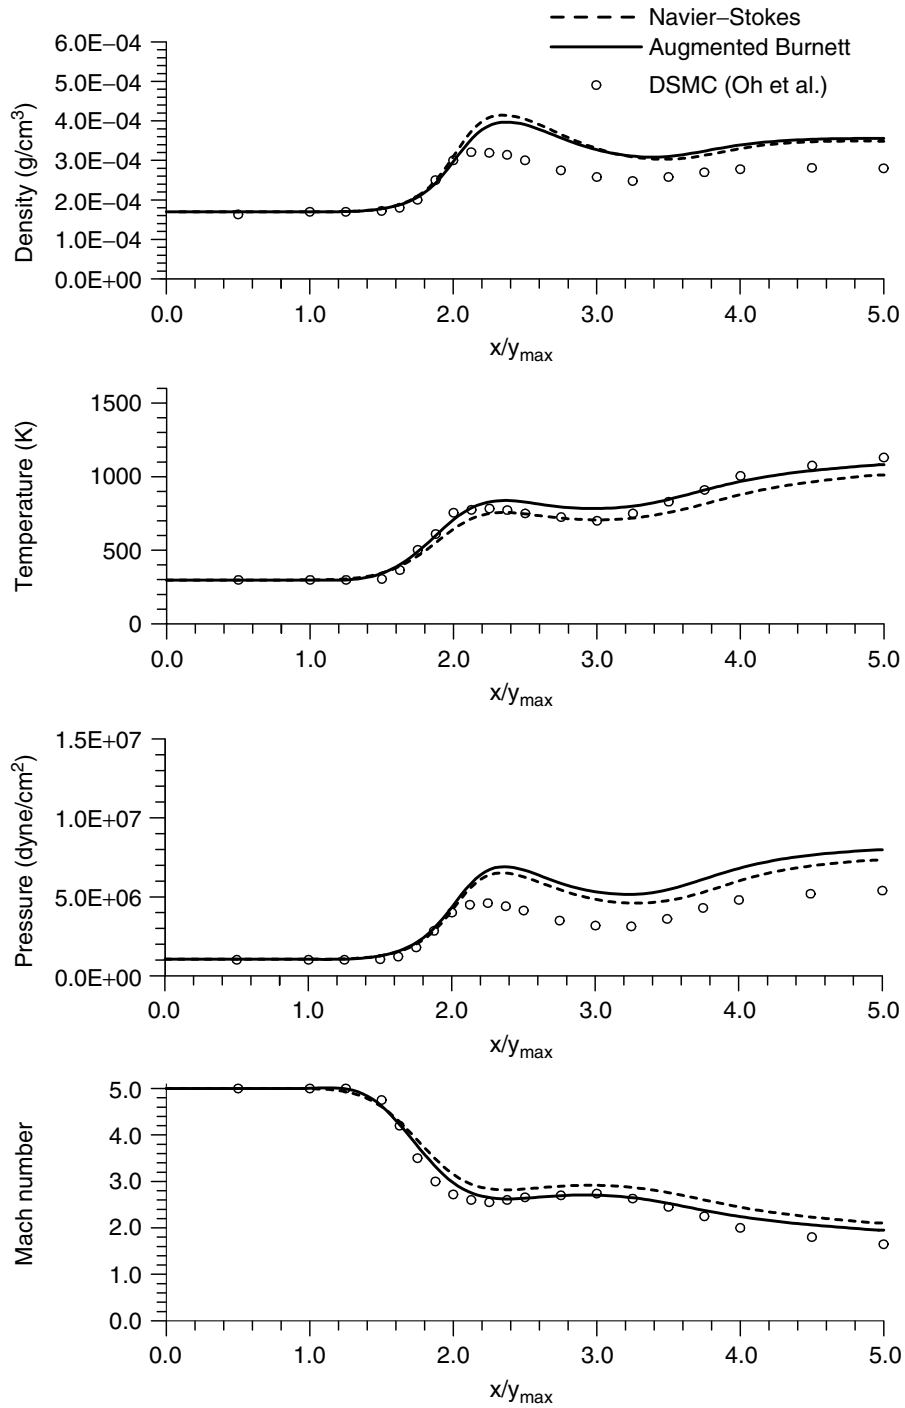 Navier–Stokes
Augmented Burnett
DSMC (Oh et al.)
6.0E−04
5.0E−04
4.0E−04
3.0E−04
2.0E−04
1.0E−04
0.0E+00
Density (g/cm³)
0.0 1.0 2.0 3.0 4.0 5.0
x/yₘₐₓ
1500
1000
500
0
Temperature (K)
0.0 1.0 2.0 3.0 4.0 5.0
x/yₘₐₓ
1.5E+07
1.0E+07
5.0E+06
0.0E+00
Pressure (dyne/cm²)
0.0 1.0 2.0 3.0 4.0 5.0
x/yₘₐₓ
5.0
4.0
3.0
2.0
1.0
0.0
Mach number
0.0 1.0 2.0 3.0 4.0 5.0
x/yₘₐₓ